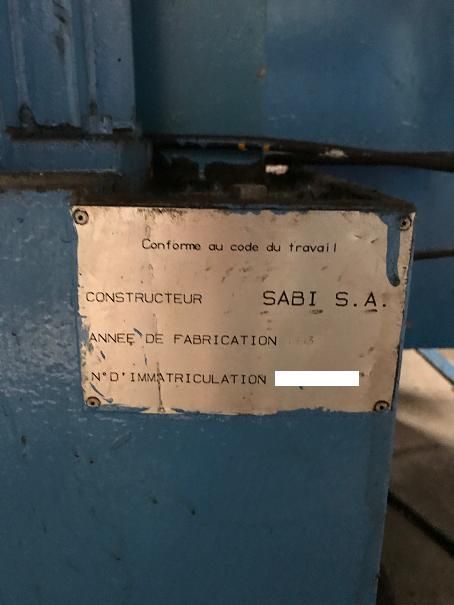 Conforme au code du travail
CONSTRUCTEUR SABI S.A.
ANNEE DE FABRICATION
N°D'IMMATRICULATION